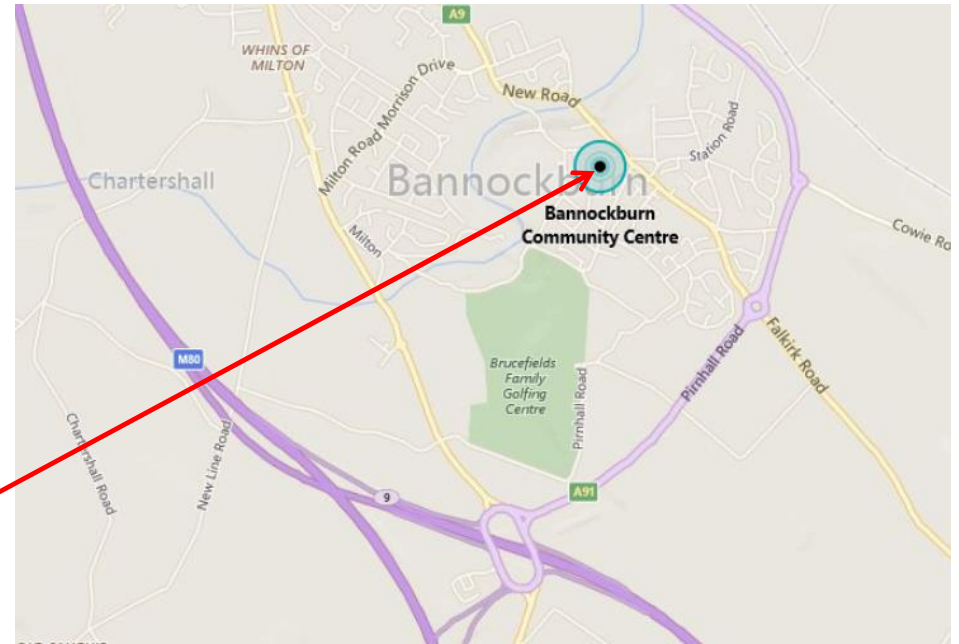 A9
WHINS OF
MILTON
Milton Road Morrison Drive
New Road
Station Road
Chartershall
Bannockburn
Bannockburn
Community Centre
Cowie Ro
Milton
M80
Brucefields
Family
Golfing
Centre
Pirnhall Road
Pirnhall Road
Falkirk Road
Chartershall Road
New Line Road
9
A91